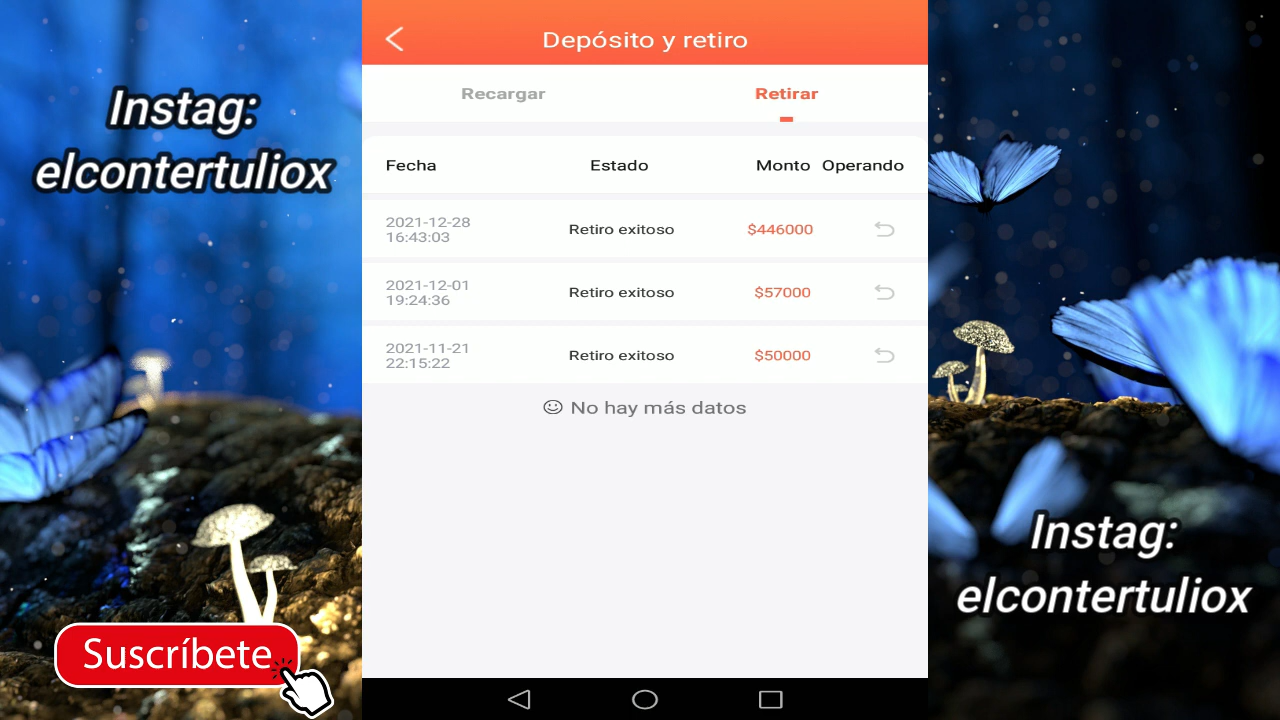 Instag:
elcontertuliox
Suscríbete
Depósito y retiro
Recargar Retirar
Fecha Estado Monto Operando
2021-12-28
16:43:03
Retiro exitoso $446000
2021-12-01
19:24:36
Retiro exitoso $57000
2021-11-21
22:15:22
Retiro exitoso $50000
No hay más datos
Instag:
elcontertuliox